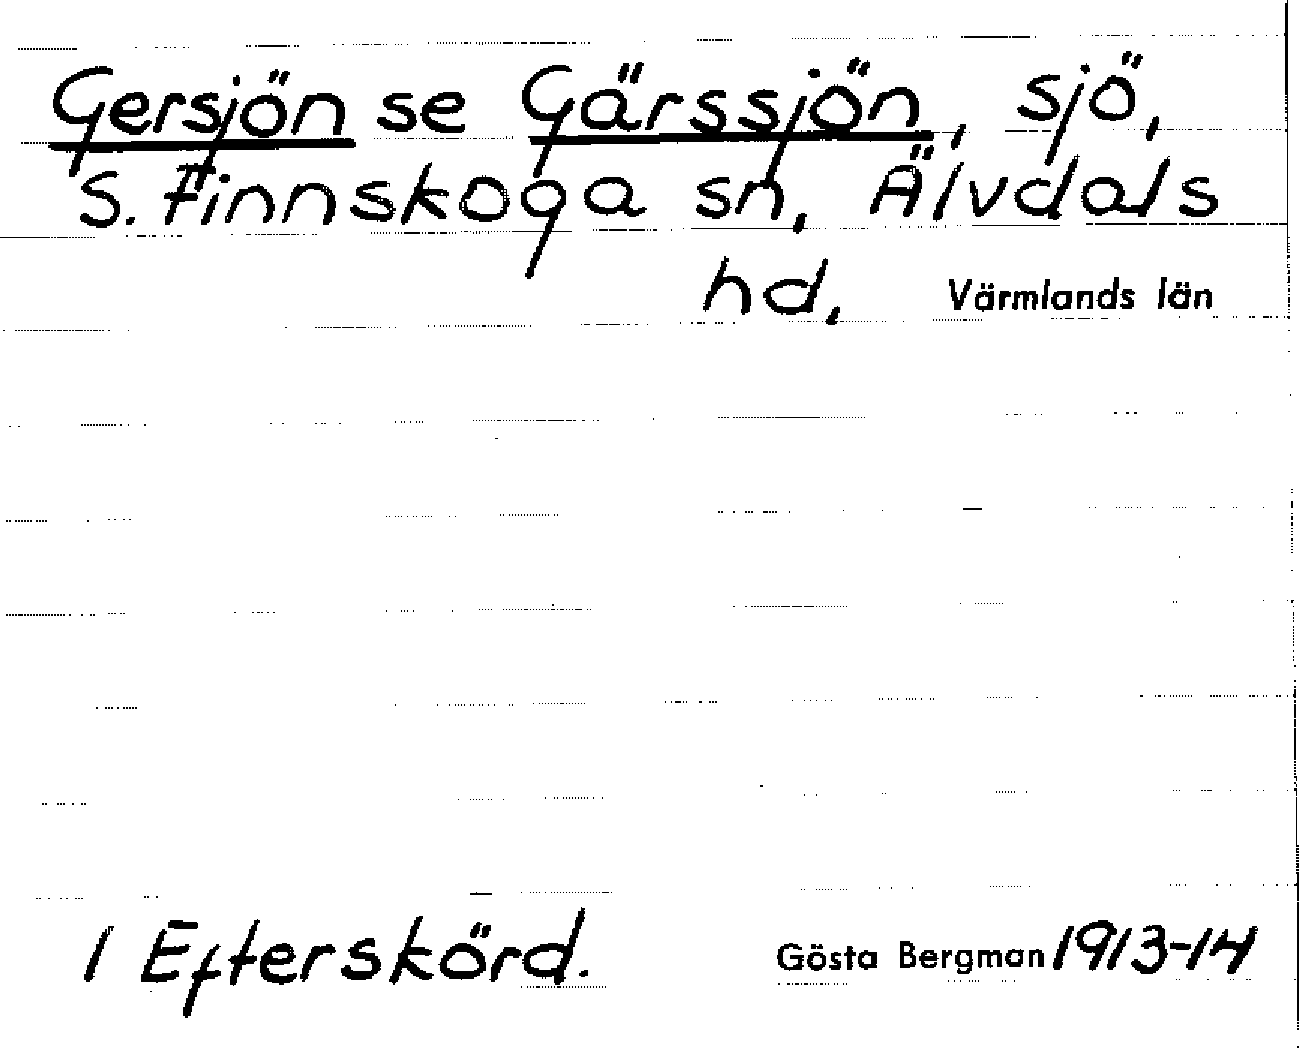 Gersjön se Gärssjön, sjö,
S. Finnskoga sn, Älvdals
hd, Värmlands län
1 Efterskörd. Gösta Bergman 1913-14